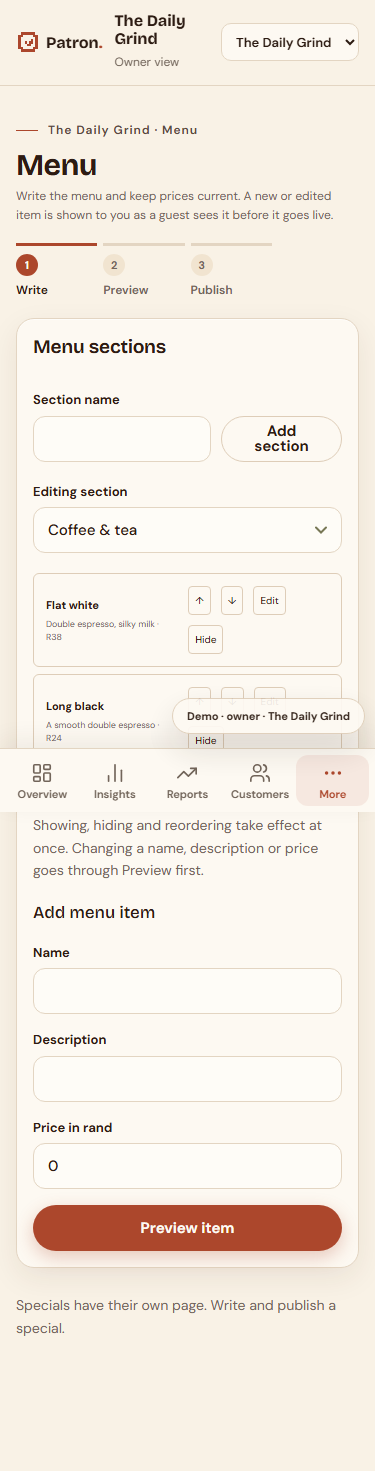 Patron.
The Daily
Grind
Owner view
The Daily Grind
The Daily Grind · Menu
Menu
Write the menu and keep prices current. A new or edited
item is shown to you as a guest sees it before it goes live.
1
Write
2
Preview
3
Publish
Menu sections
Section name
Add
section
Editing section
Coffee & tea
Flat white
Double espresso, silky milk ·
R38
↑
↓
Edit
Hide
Long black
A smooth double espresso ·
R24
Edit
Hide
Demo · owner · The Daily Grind
Overview
Insights
Reports
Customers
More
Showing, hiding and reordering take effect at
once. Changing a name, description or price
goes through Preview first.
Add menu item
Name
Description
Price in rand
0
Preview item
Specials have their own page. Write and publish a
special.